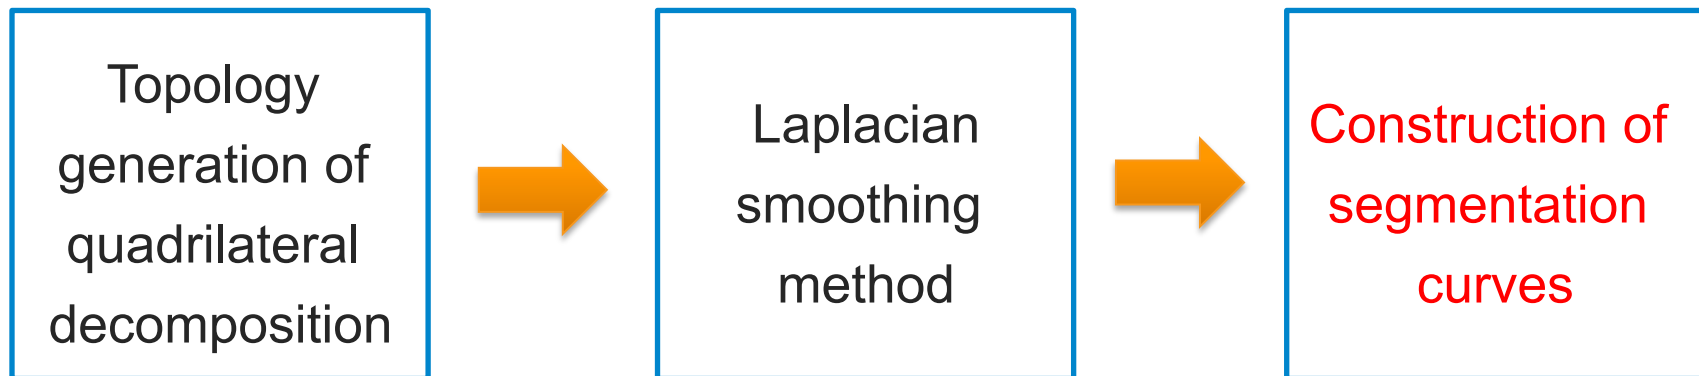 Topology
generation of
quadrilateral
decomposition
Laplacian
smoothing
method
Construction of
segmentation
curves